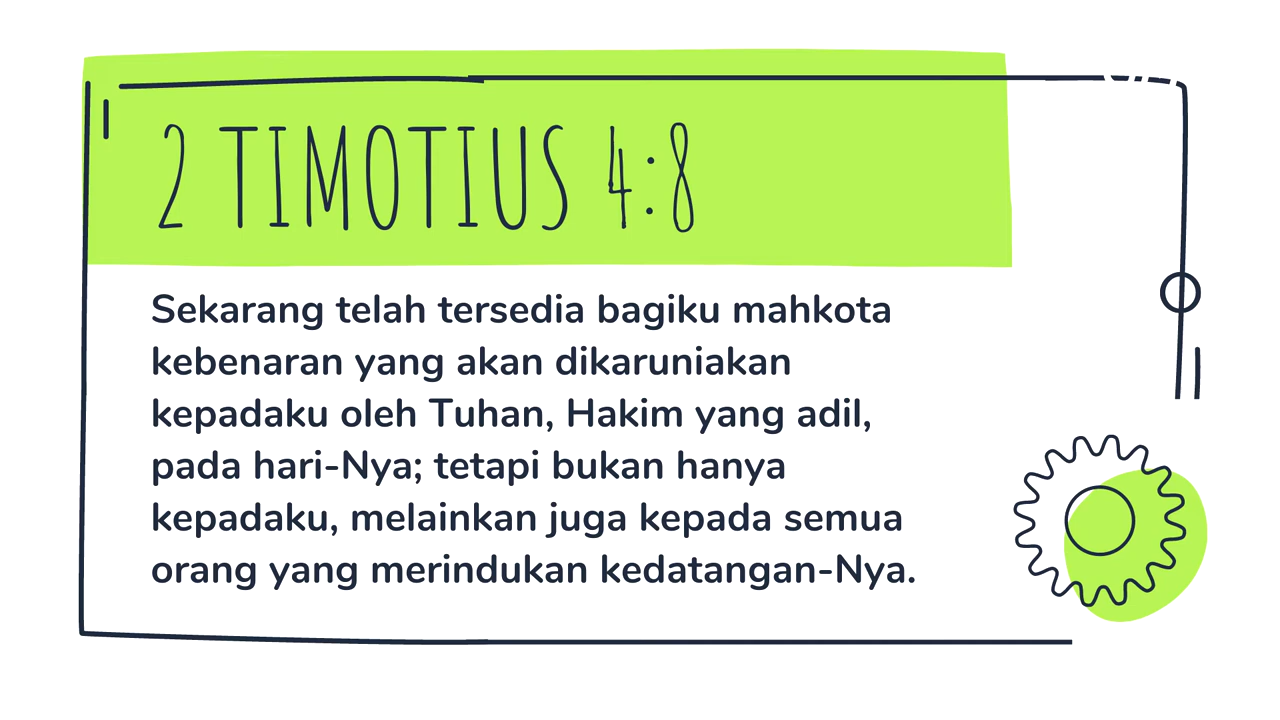 2 TIMOTIUS 4:8
Sekarang telah tersedia bagiku mahkota
kebenaran yang akan dikaruniakan
kepadaku oleh Tuhan, Hakim yang adil,
pada hari-Nya; tetapi bukan hanya
kepadaku, melainkan juga kepada semua
orang yang merindukan kedatangan-Nya.